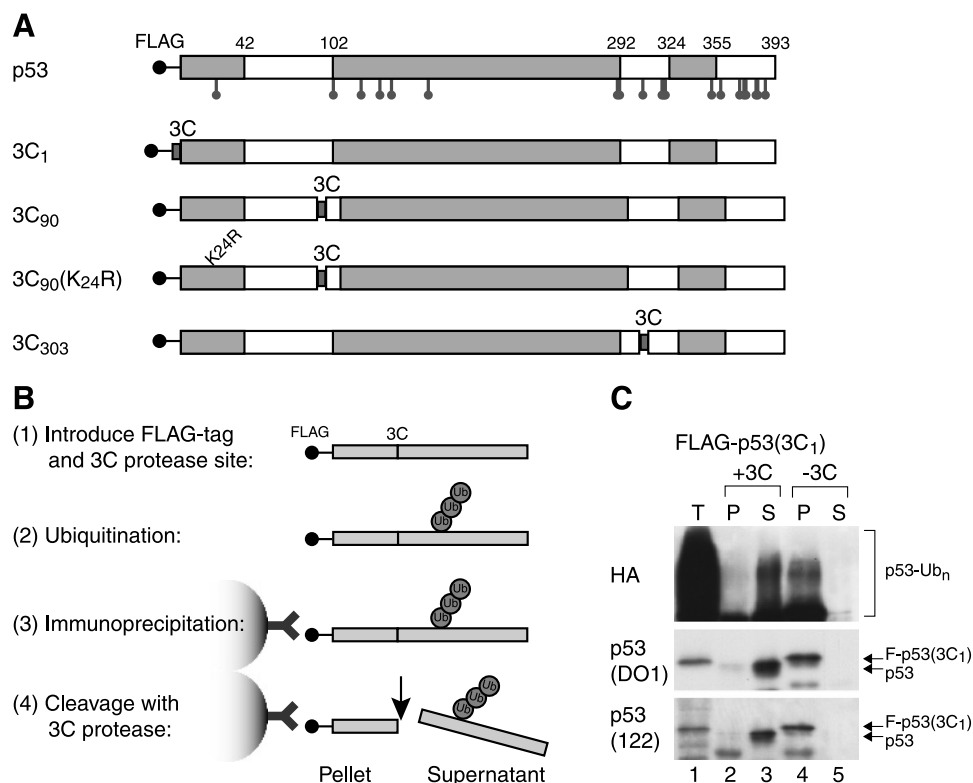 A
FLAG 42 102 292 324 355 393
p53
3C
3C1
3C
3C90
K24R 3C
3C90(K24R)
3C
3C303
B
(1) Introduce FLAG-tag and 3C protease site:
FLAG 3C
(2) Ubiquitination:
Ub Ub Ub
(3) Immunoprecipitation:
Ub Ub Ub
(4) Cleavage with 3C protease:
Ub Ub Ub
Pellet Supernatant
C
FLAG-p53(3C1)
+3C -3C
T P S P S
HA p53-Ubn
p53 (DO1) F-p53(3C1) p53
p53 (122) F-p53(3C1) p53
1 2 3 4 5